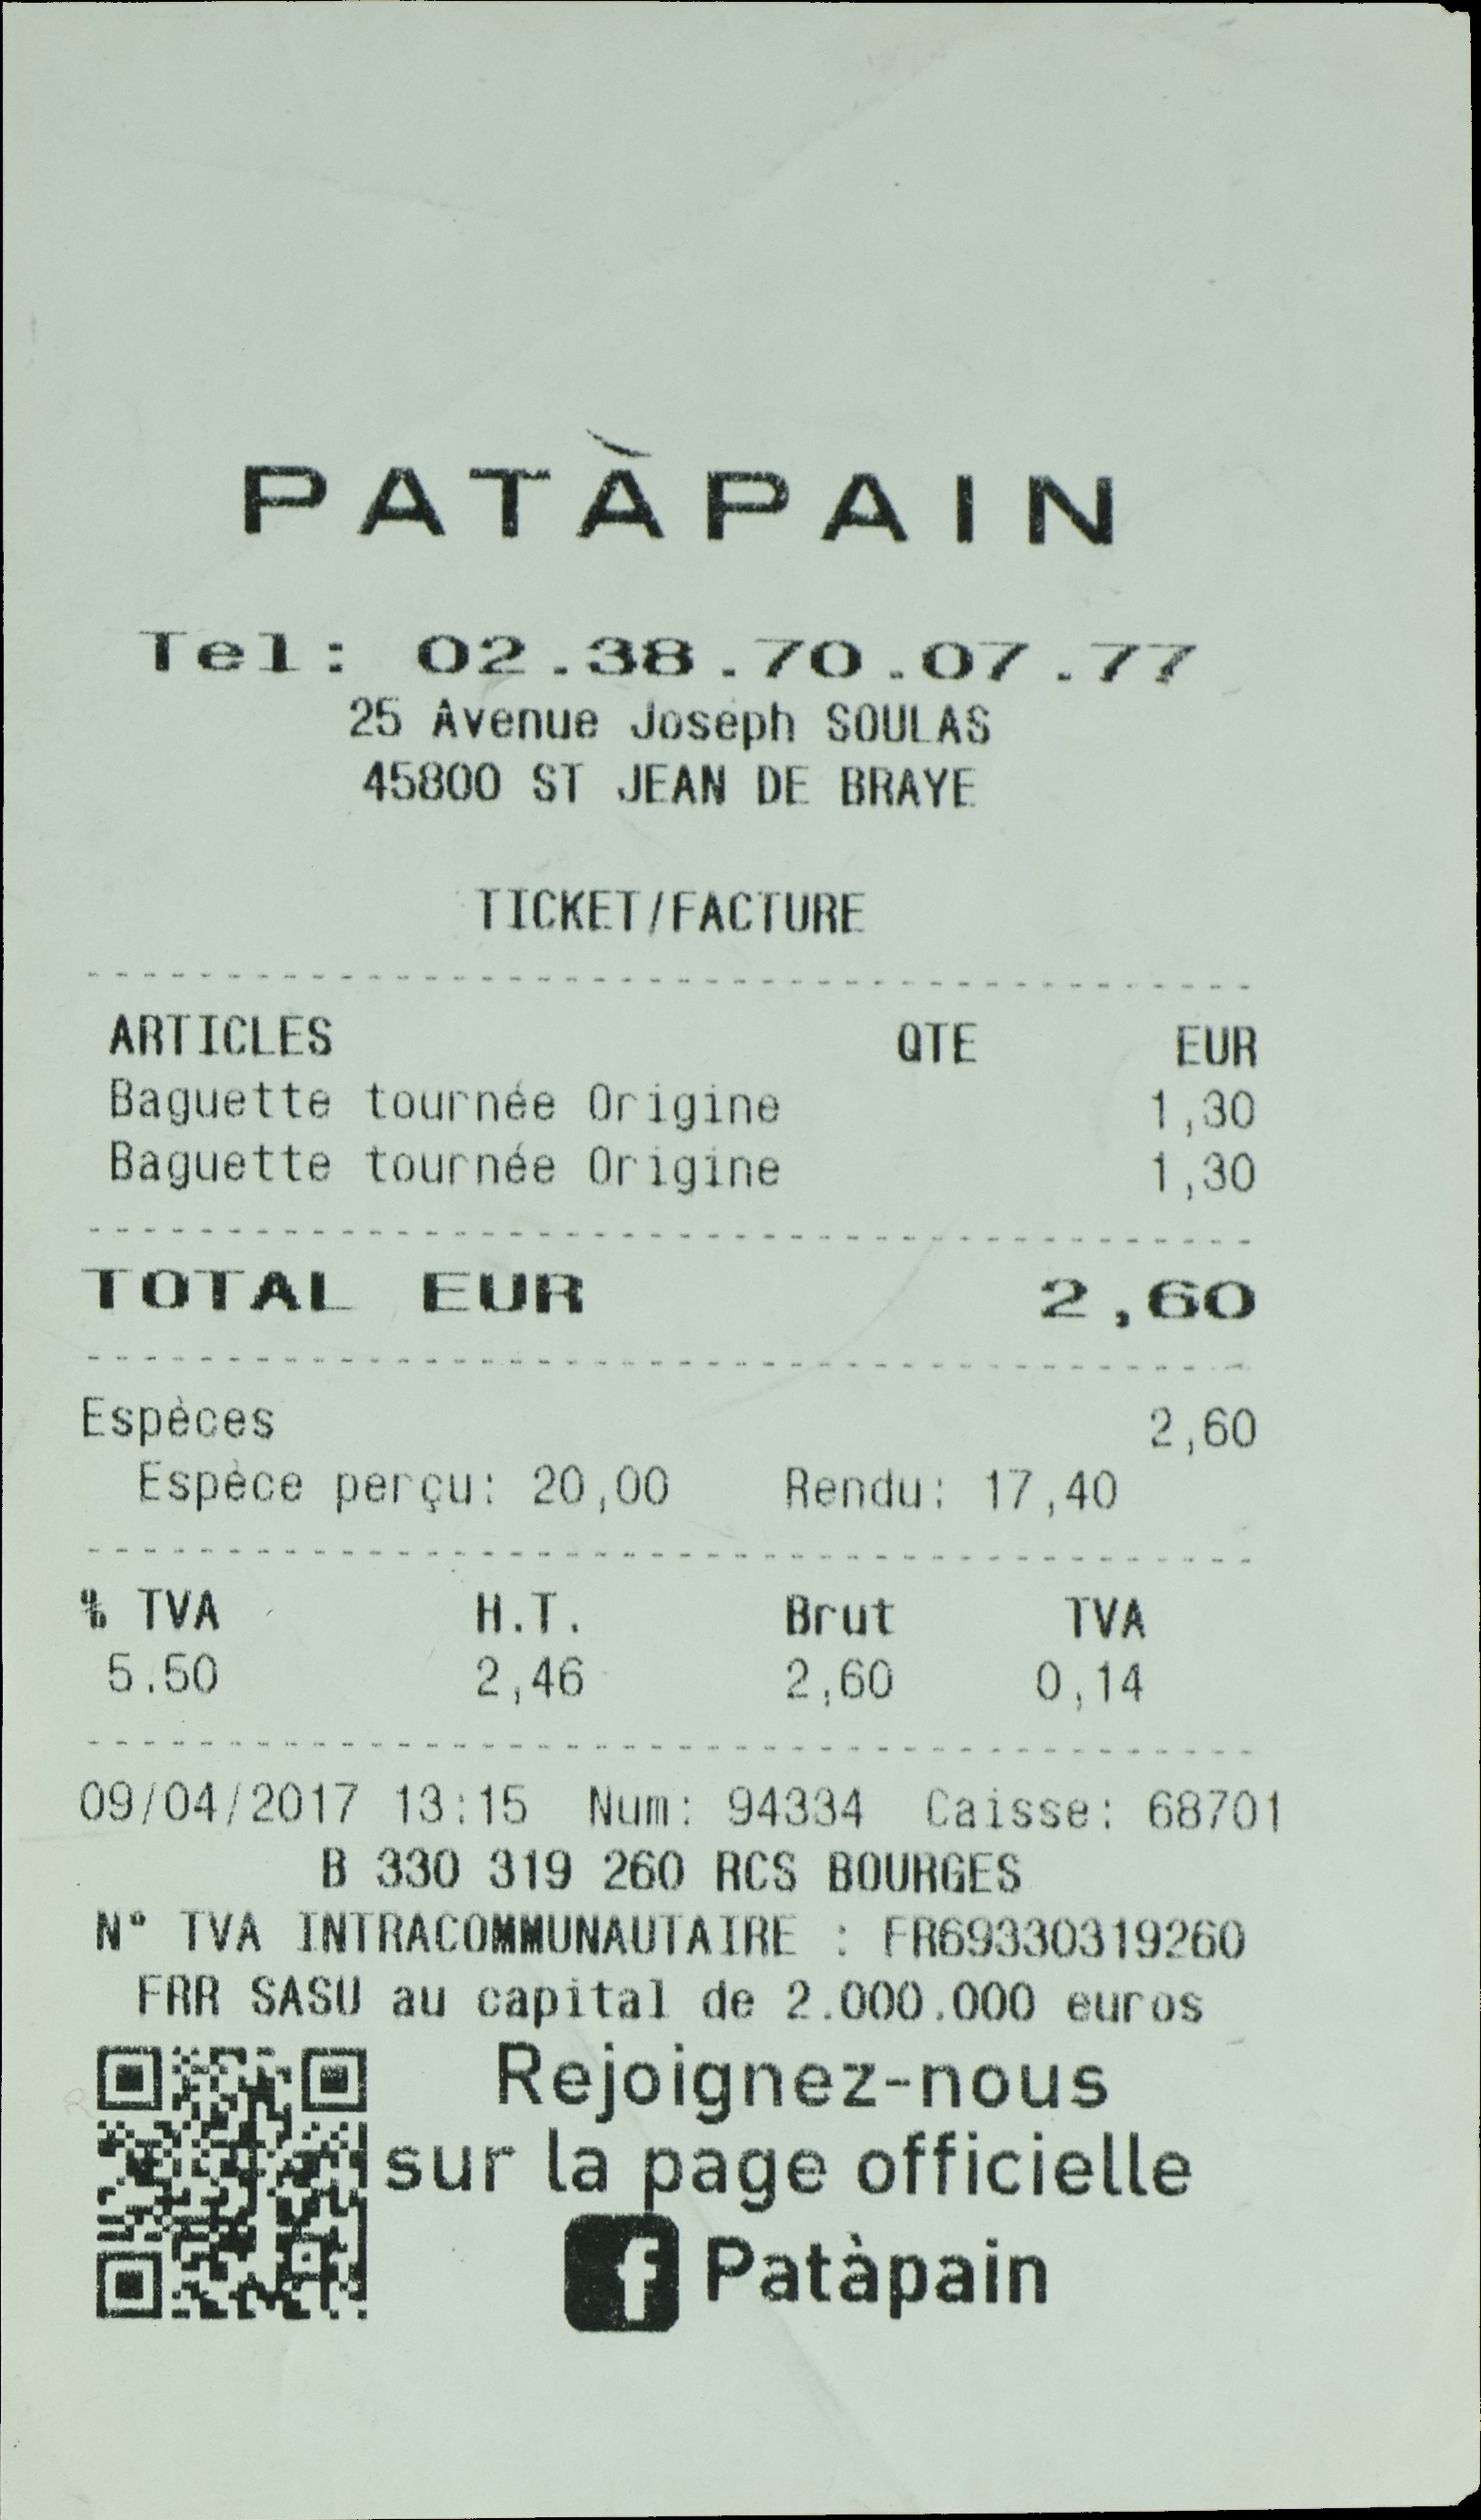 PATÀPAIN
Tel: 02.38.70.07.77
25 Avenue Joseph SOULAS
45800 ST JEAN DE BRAYE
TICKET/FACTURE
ARTICLES QTE EUR
Baguette tournée Origine 1,30
Baguette tournée Origine 1,30
TOTAL EUR 2,60
Espèces 2,60
Espèce perçu: 20,00 Rendu: 17,40
% TVA H.T. Brut TVA
5.50 2,46 2,60 0,14
09/04/2017 13:15 Num: 94334 Caisse: 68701
B 330 319 260 RCS BOURGES
N° TVA INTRACOMMUNAUTAIRE : FR69330319260
FRR SASU au capital de 2.000.000 euros
Rejoignez-nous
sur la page officielle
f Patàpain